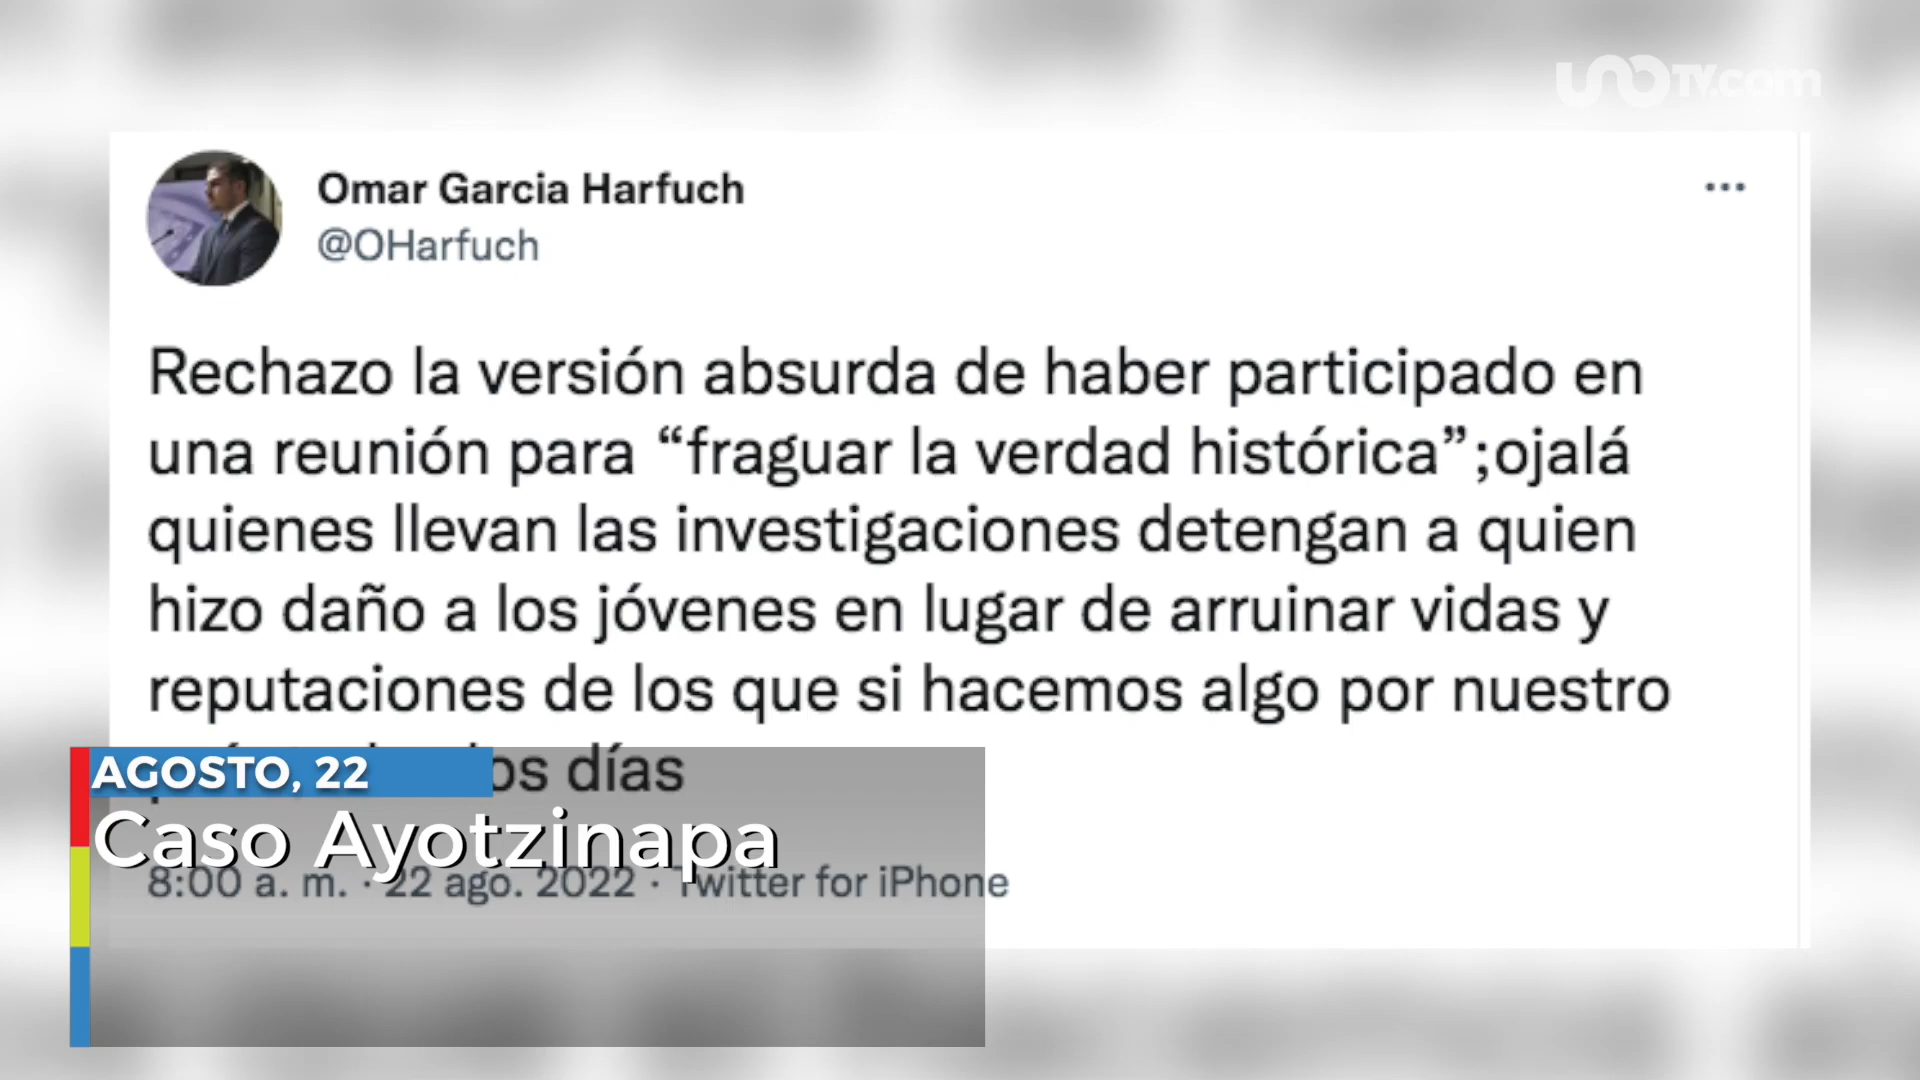 UNOTV.com
Omar Garcia Harfuch
@OHarfuch
Rechazo la versión absurda de haber participado en
una reunión para “fraguar la verdad histórica”;ojalá
quienes llevan las investigaciones detengan a quien
hizo daño a los jóvenes en lugar de arruinar vidas y
reputaciones de los que si hacemos algo por nuestro
días
AGOSTO, 22
Caso Ayotzinapa
8:00 a. m. · 22 ago. 2022 · Twitter for iPhone